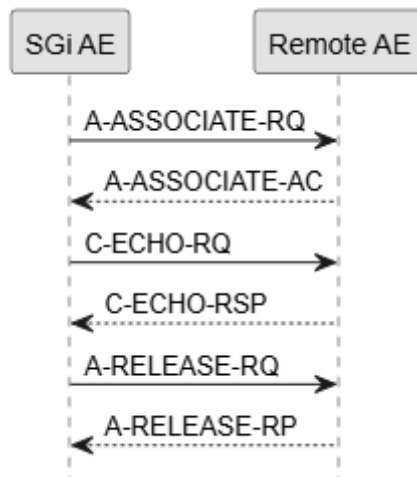 SGi AE
Remote AE
A-ASSOCIATE-RQ
A-ASSOCIATE-AC
C-ECHO-RQ
C-ECHO-RSP
A-RELEASE-RQ
A-RELEASE-RP